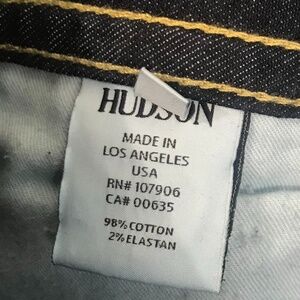 HUDSON
MADE IN
LOS ANGELES
USA
RN# 107906
CA# 00635
98% COTTON
2% ELASTAN